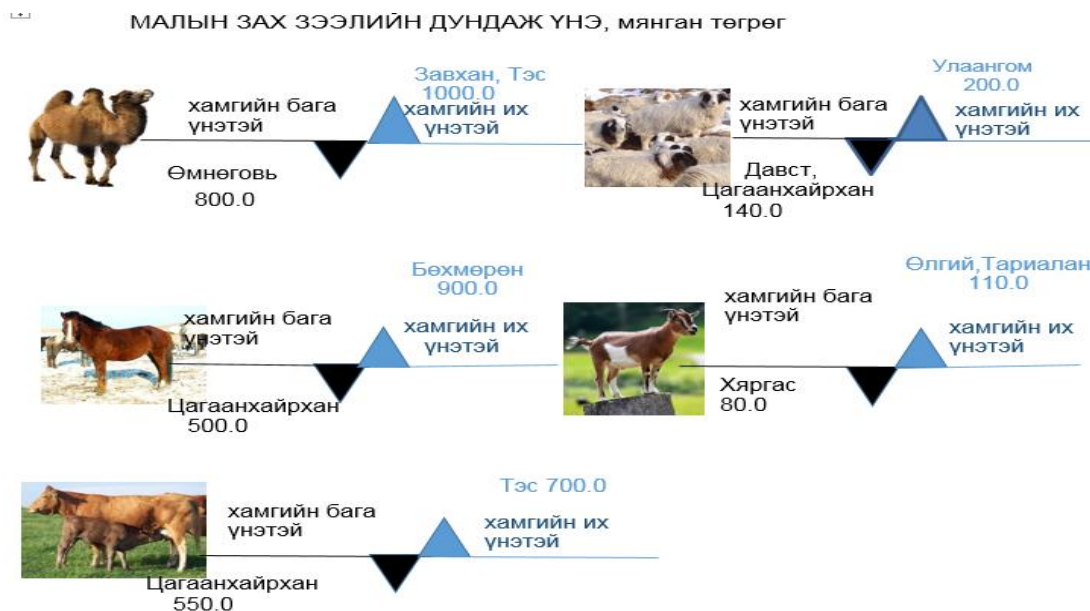 МАЛЫН ЗАХ ЗЭЭЛИЙН ДУНДАЖ ҮНЭ, мянган төгрөг
Завхан, Тэс
1000.0
хамгийн бага
үнэтэй
хамгийн их
үнэтэй
Өмнөговь
800.0
Улаангом
200.0
хамгийн бага
үнэтэй
хамгийн их
үнэтэй
Давст,
Цагаанхайрхан
140.0
Бөхмөрөн
900.0
хамгийн бага
үнэтэй
хамгийн их
үнэтэй
Цагаанхайрхан
500.0
Өлгий,Тариалан
110.0
хамгийн бага
үнэтэй
хамгийн их
үнэтэй
Хяргас
80.0
Тэс 700.0
хамгийн бага
үнэтэй
хамгийн их
үнэтэй
Цагаанхайрхан
550.0